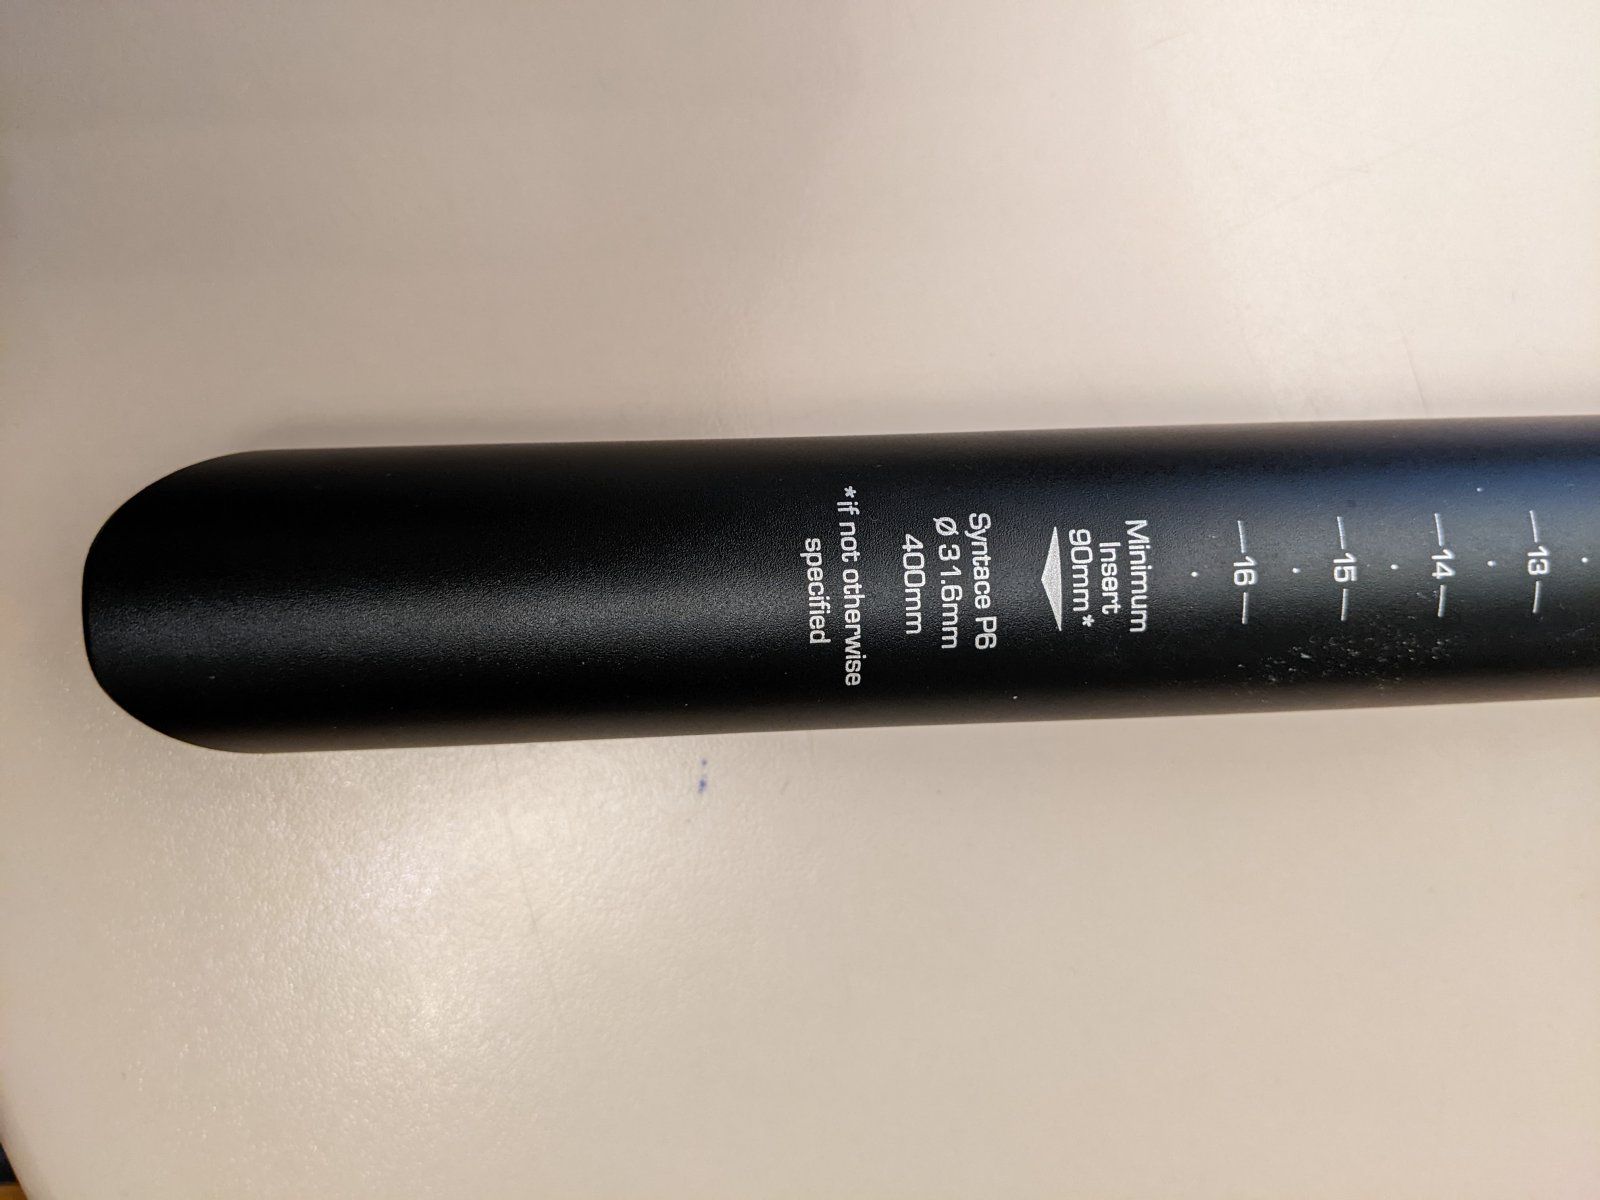 —13—
—14—
—15—
—16—
Minimum
Insert
90mm*
Syntace P6
Ø 31.6mm
400mm
*if not otherwise
specified